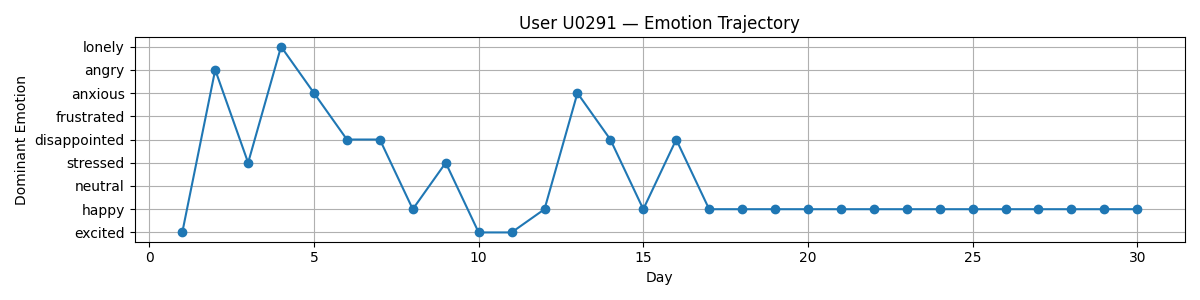 User U0291 — Emotion Trajectory
Dominant Emotion
lonely
angry
anxious
frustrated
disappointed
stressed
neutral
happy
excited
0 5 10 15 20 25 30
Day